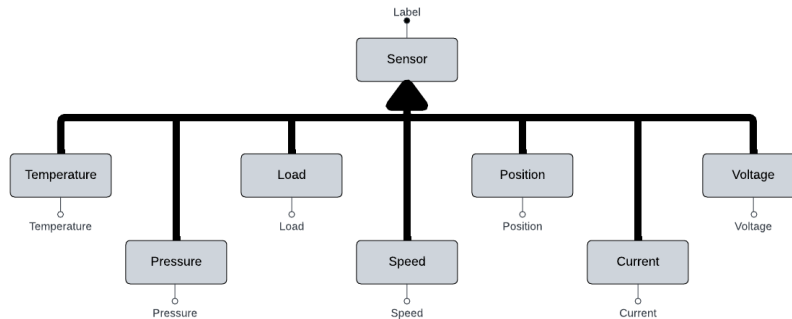 Label
Sensor
Temperature
Load
Position
Voltage
Temperature
Load
Position
Voltage
Pressure
Speed
Current
Pressure
Speed
Current